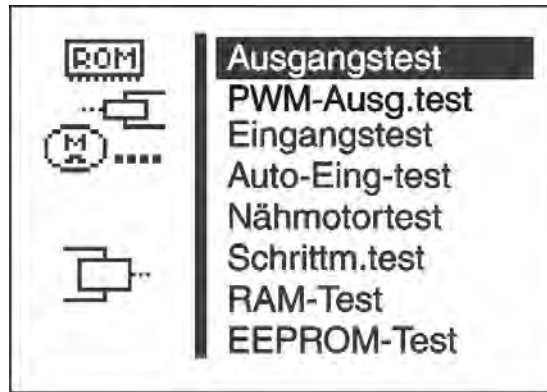 ROM
M
Ausgangstest
PWM-Ausg.test
Eingangstest
Auto-Eing-test
Nähmotortest
Schrittm.test
RAM-Test
EEPROM-Test